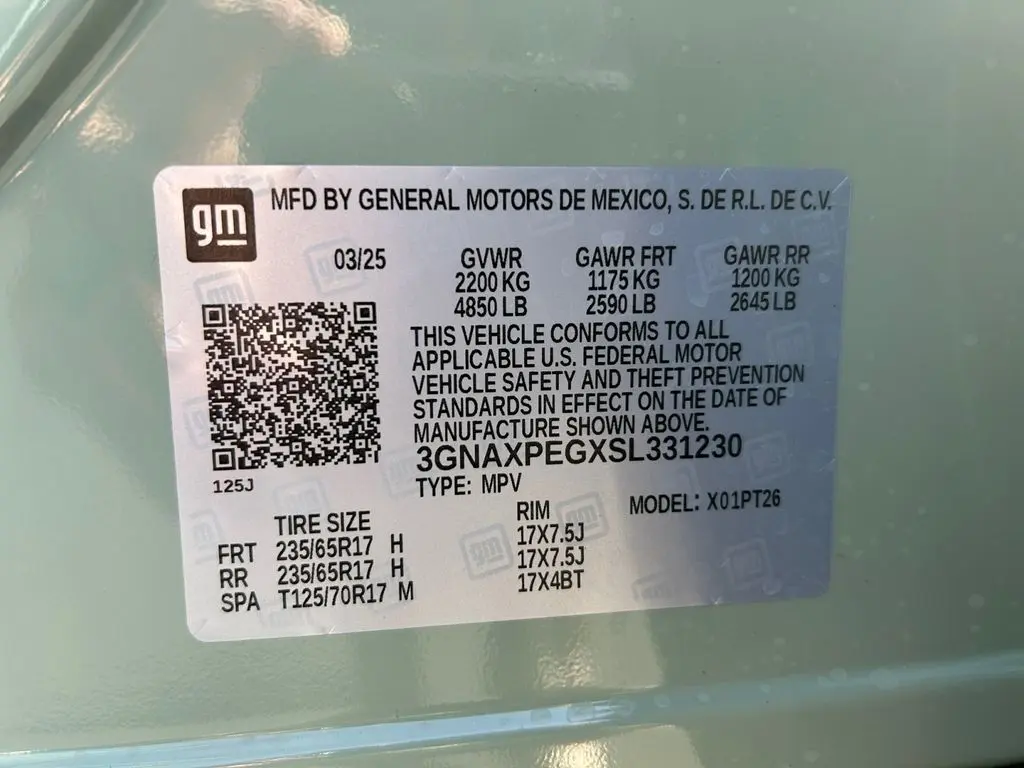 gm
MFD BY GENERAL MOTORS DE MEXICO, S. DE R.L. DE C.V.
03/25 GVWR GAWR FRT GAWR RR
2200 KG 1175 KG 1200 KG
4850 LB 2590 LB 2645 LB
THIS VEHICLE CONFORMS TO ALL
APPLICABLE U.S. FEDERAL MOTOR
VEHICLE SAFETY AND THEFT PREVENTION
STANDARDS IN EFFECT ON THE DATE OF
MANUFACTURE SHOWN ABOVE.
3GNAXPEGXSL331230
125J
TYPE: MPV MODEL: X01PT26
TIRE SIZE RIM
FRT 235/65R17 H 17X7.5J
RR 235/65R17 H 17X7.5J
SPA T125/70R17 M 17X4BT